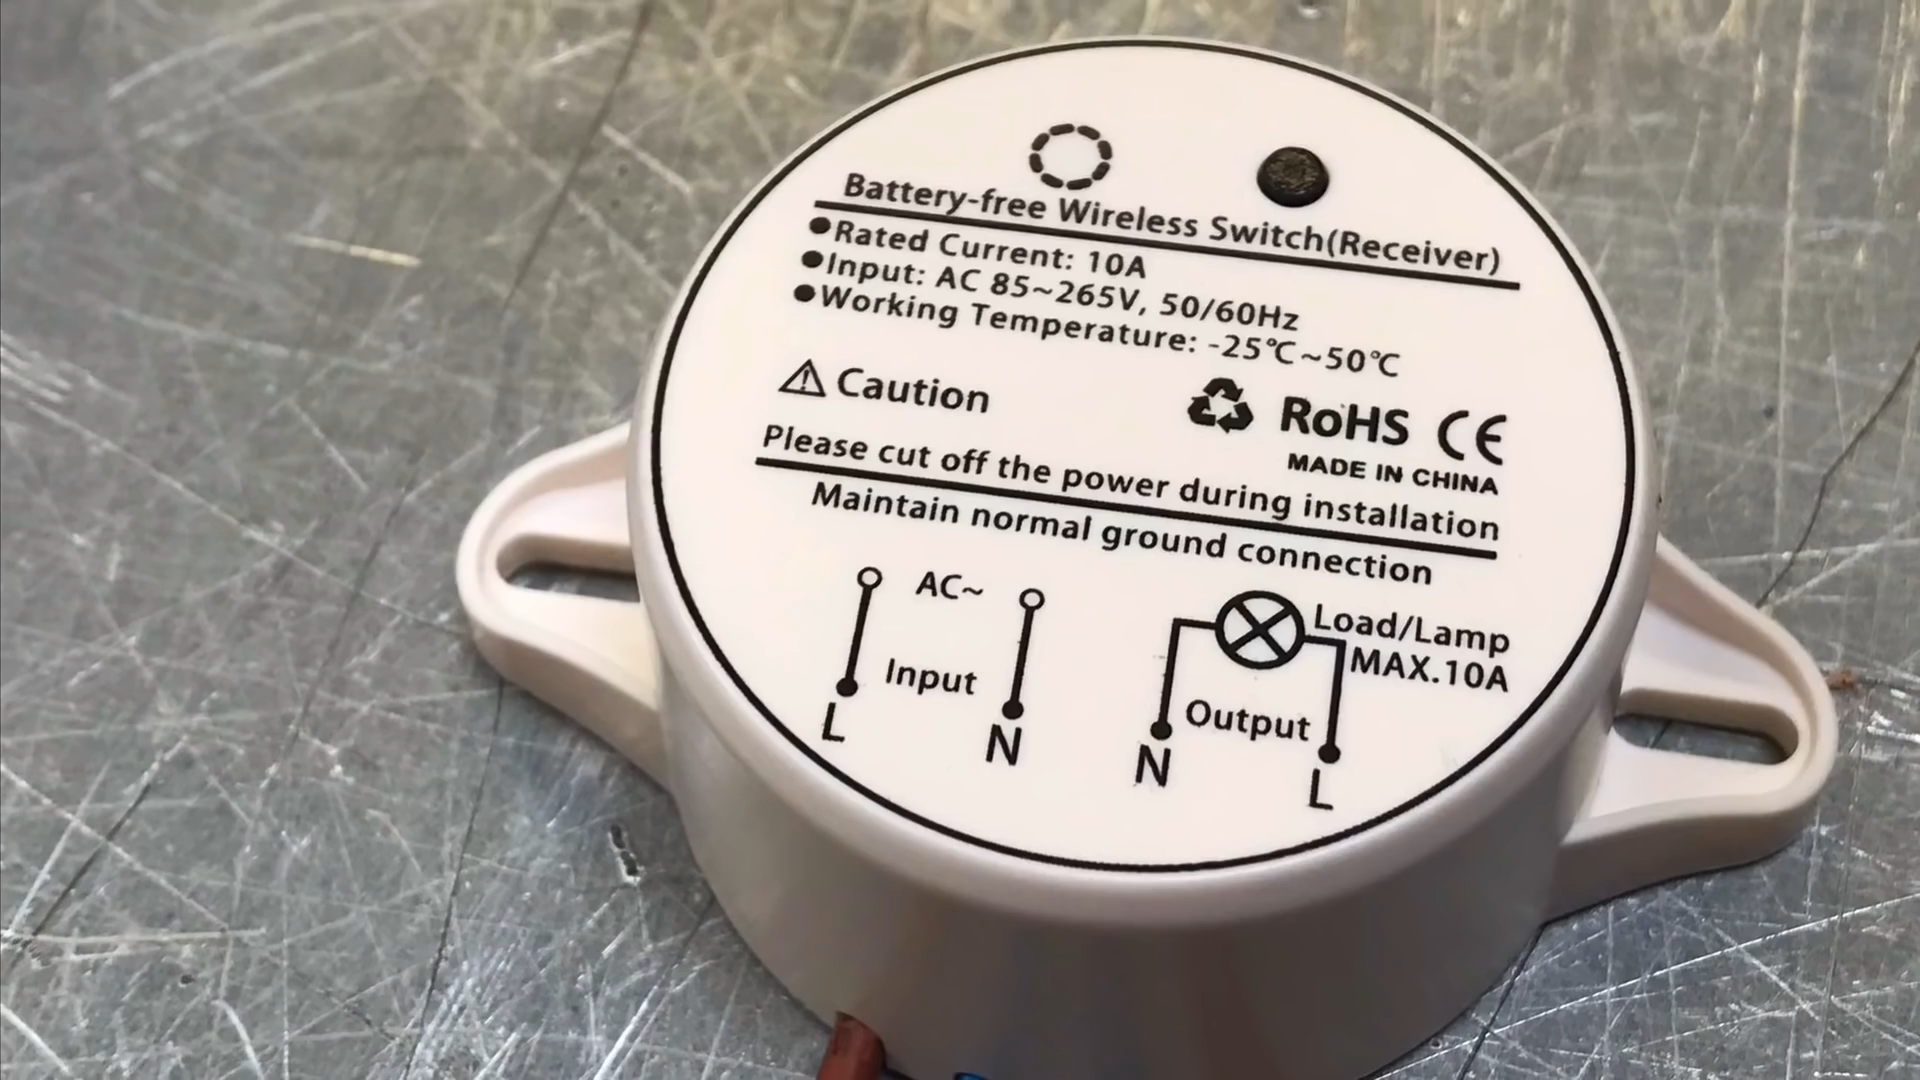 Battery-free Wireless Switch(Receiver)
●Rated Current: 10A
●Input: AC 85~265V, 50/60Hz
●Working Temperature: -25℃~50℃
⚠ Caution
RoHS CE
MADE IN CHINA
Please cut off the power during installation
Maintain normal ground connection
AC~
Input
L
N
Load/Lamp
MAX.10A
Output
N
L